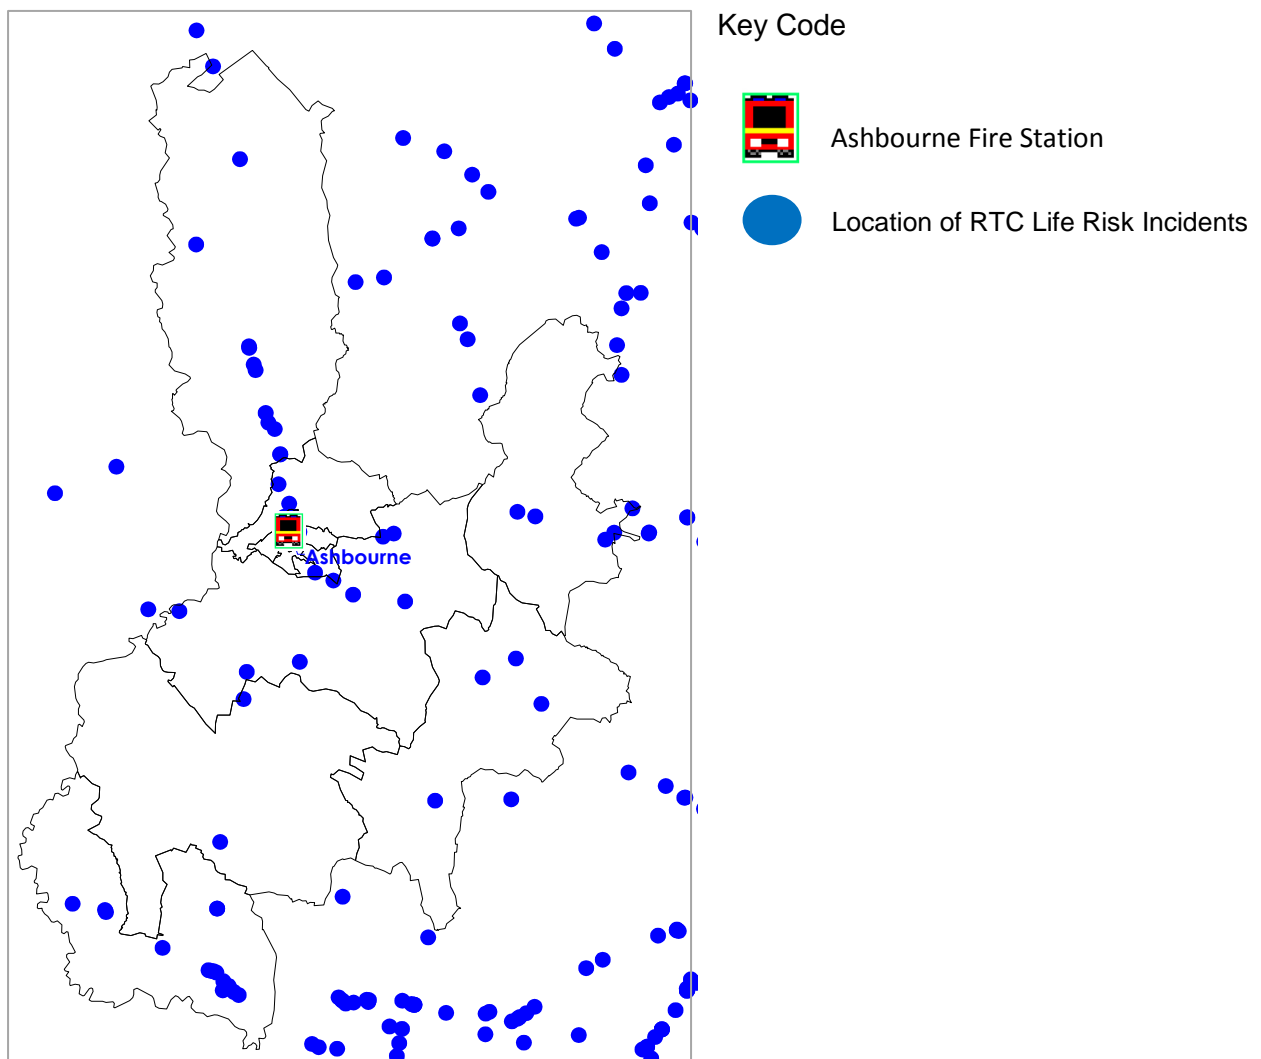 Key Code
Ashbourne Fire Station
Location of RTC Life Risk Incidents
Ashbourne